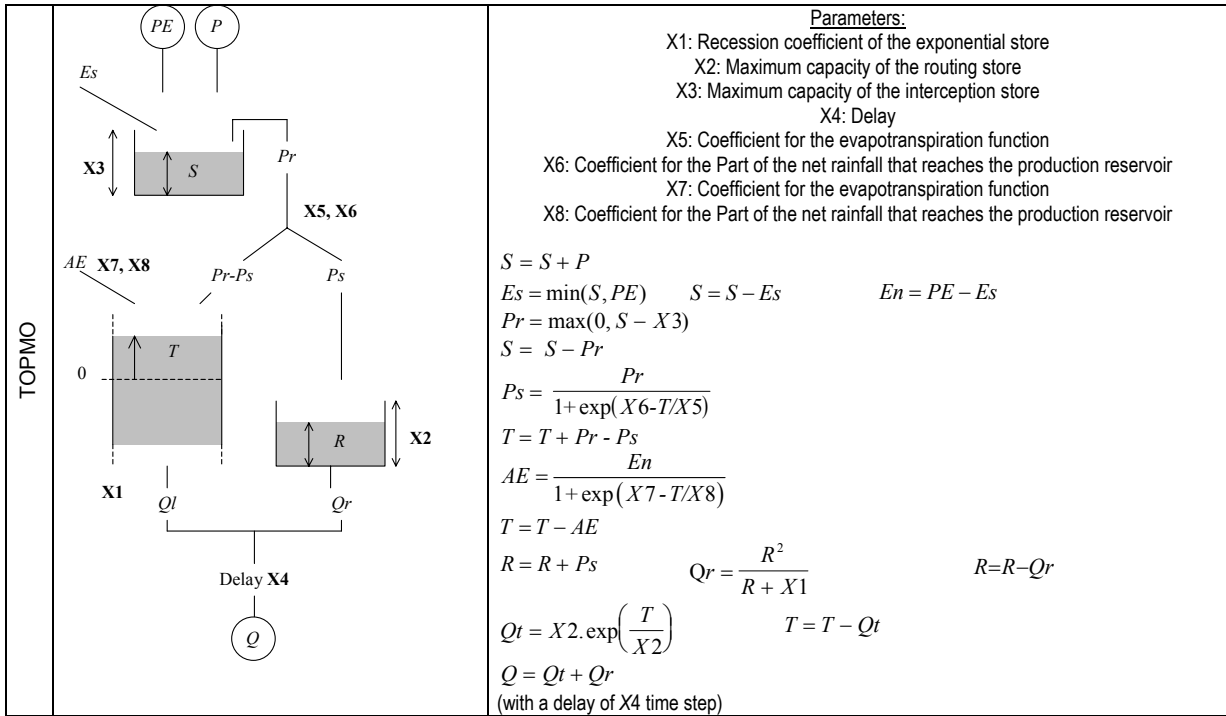 TOPMO
PE P
Es
X3 S Pr
X5, X6
AE X7, X8 Pr-Ps Ps
T
0
R X2
X1
Ql Qr
Delay X4
Q
Parameters:
X1: Recession coefficient of the exponential store
X2: Maximum capacity of the routing store
X3: Maximum capacity of the interception store
X4: Delay
X5: Coefficient for the evapotranspiration function
X6: Coefficient for the Part of the net rainfall that reaches the production reservoir
X7: Coefficient for the evapotranspiration function
X8: Coefficient for the Part of the net rainfall that reaches the production reservoir
S = S + P
Es = min(S, PE) S = S − Es En = PE − Es
Pr = max(0, S − X3)
S = S − Pr
Ps = Pr / (1 + exp(X6-T/X5))
T = T + Pr - Ps
AE = En / (1 + exp(X7 - T/X8))
T = T − AE
R = R + Ps Qr = R² / (R + X1) R=R−Qr
Qt = X2.exp(T / X2) T = T − Qt
Q = Qt + Qr
(with a delay of X4 time step)